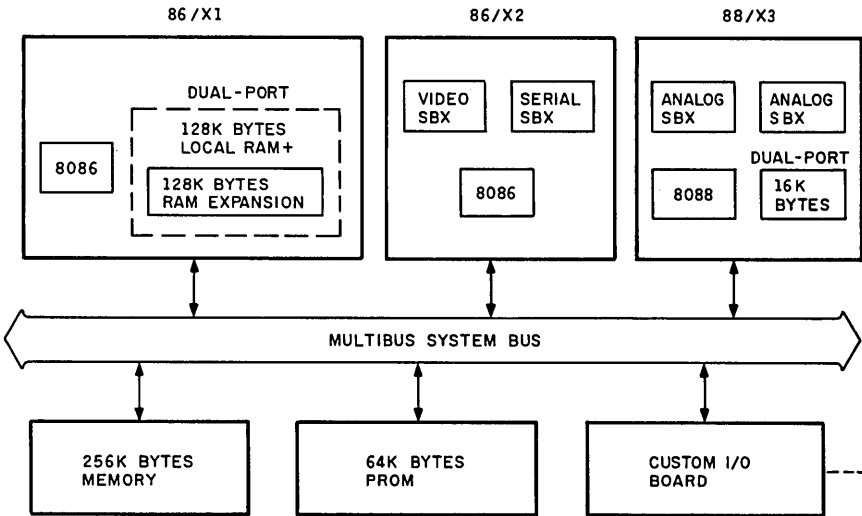 86/X1
86/X2
88/X3
DUAL-PORT
128K BYTES
LOCAL RAM+
8086
128K BYTES
RAM EXPANSION
VIDEO
SBX
SERIAL
SBX
8086
ANALOG
SBX
ANALOG
SBX
DUAL-PORT
8088
16K
BYTES
MULTIBUS SYSTEM BUS
256K BYTES
MEMORY
64K BYTES
PROM
CUSTOM I/O
BOARD